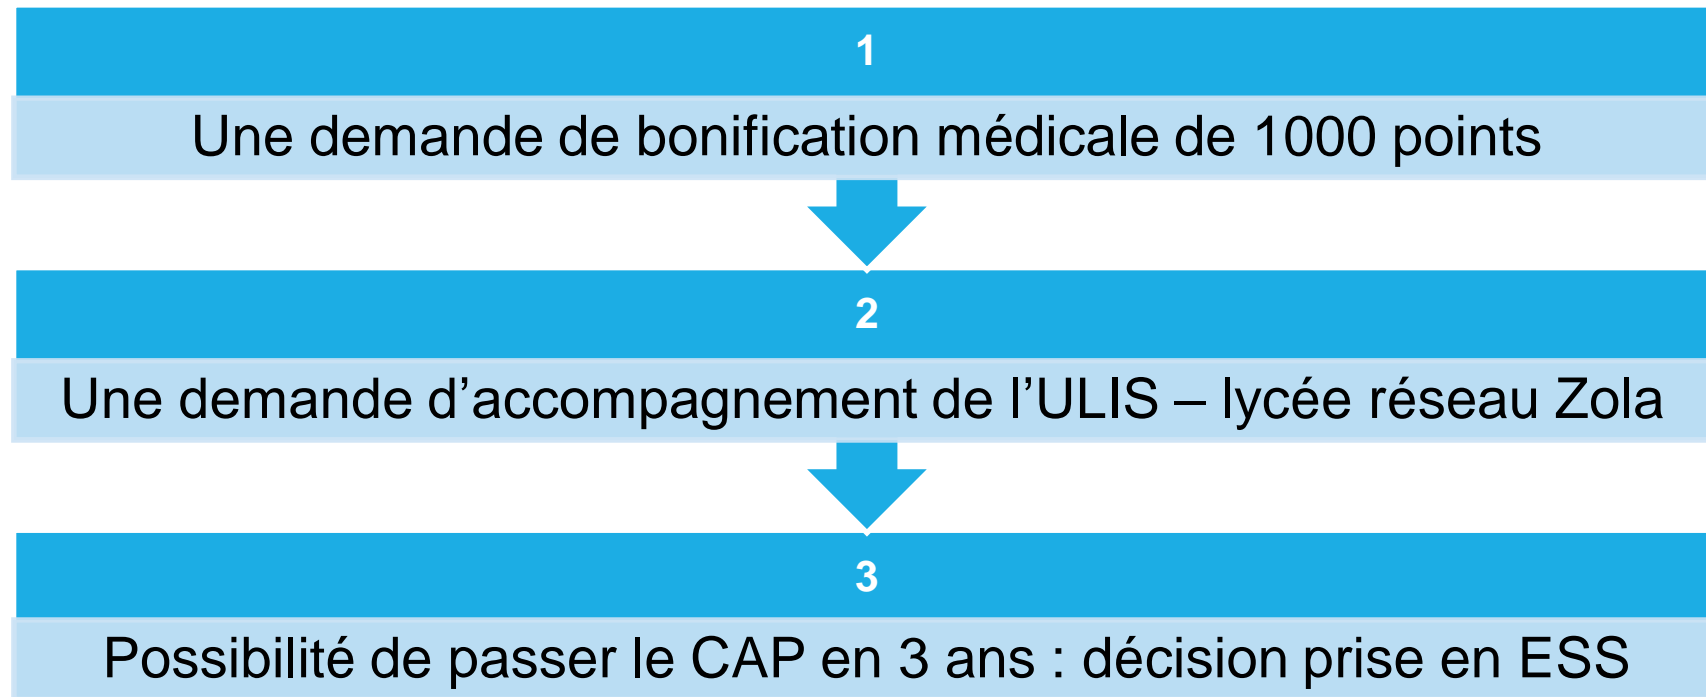 1
Une demande de bonification médicale de 1000 points
2
Une demande d’accompagnement de l’ULIS – lycée réseau Zola
3
Possibilité de passer le CAP en 3 ans : décision prise en ESS